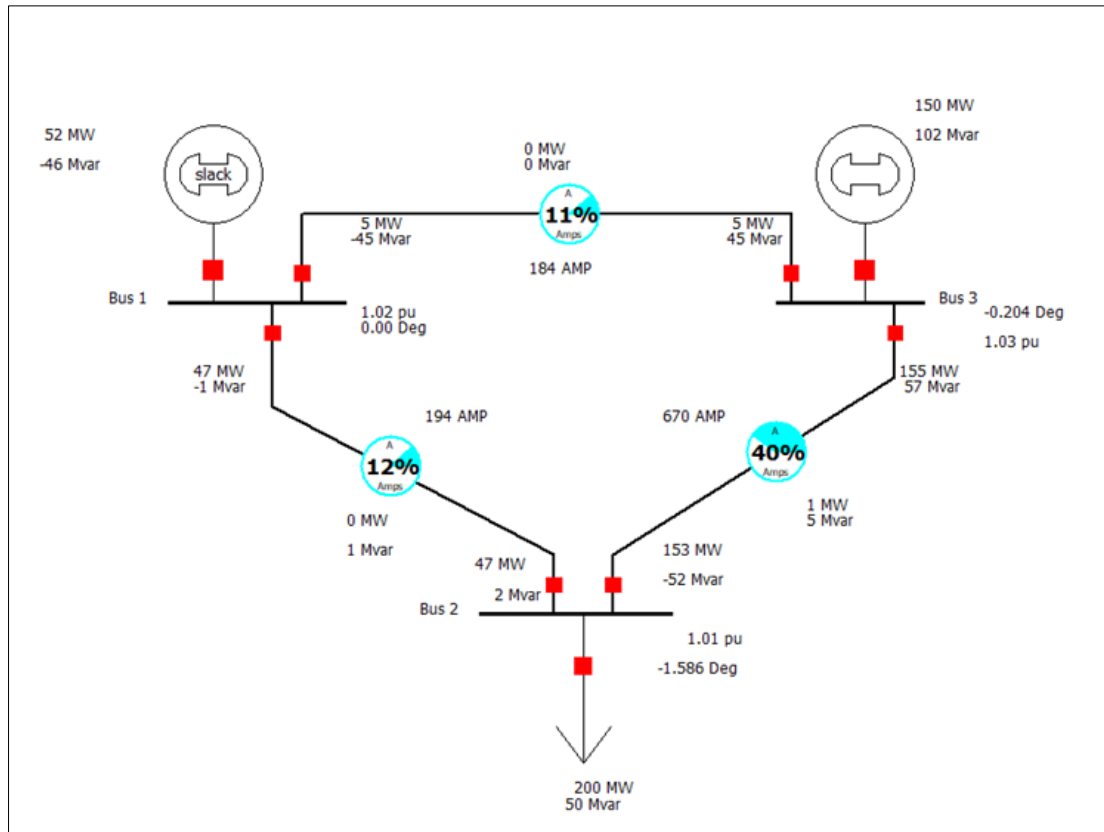 150 MW
52 MW
102 Mvar
0 MW
-46 Mvar
0 Mvar
slack
A
11%
Amps
5 MW
-45 Mvar
5 MW
45 Mvar
184 AMP
Bus 1
Bus 3
1.02 pu
0.00 Deg
-0.204 Deg
1.03 pu
47 MW
-1 Mvar
155 MW
57 Mvar
194 AMP
670 AMP
A
12%
Amps
A
40%
Amps
1 MW
5 Mvar
0 MW
1 Mvar
47 MW
2 Mvar
153 MW
-52 Mvar
Bus 2
1.01 pu
-1.586 Deg
200 MW
50 Mvar